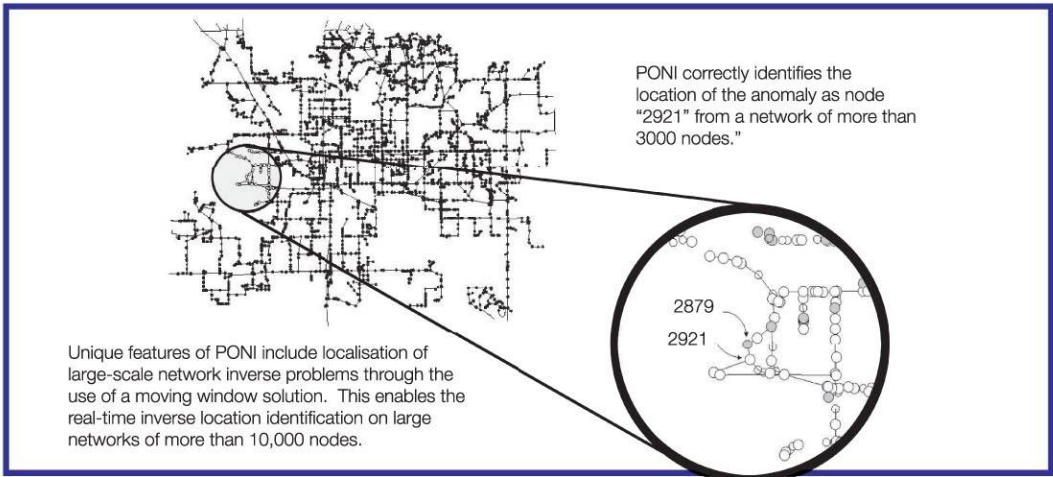 PONI correctly identifies the
location of the anomaly as node
“2921” from a network of more than
3000 nodes.”
2879
2921
Unique features of PONI include localisation of
large-scale network inverse problems through the
use of a moving window solution.  This enables the
real-time inverse location identification on large
networks of more than 10,000 nodes.